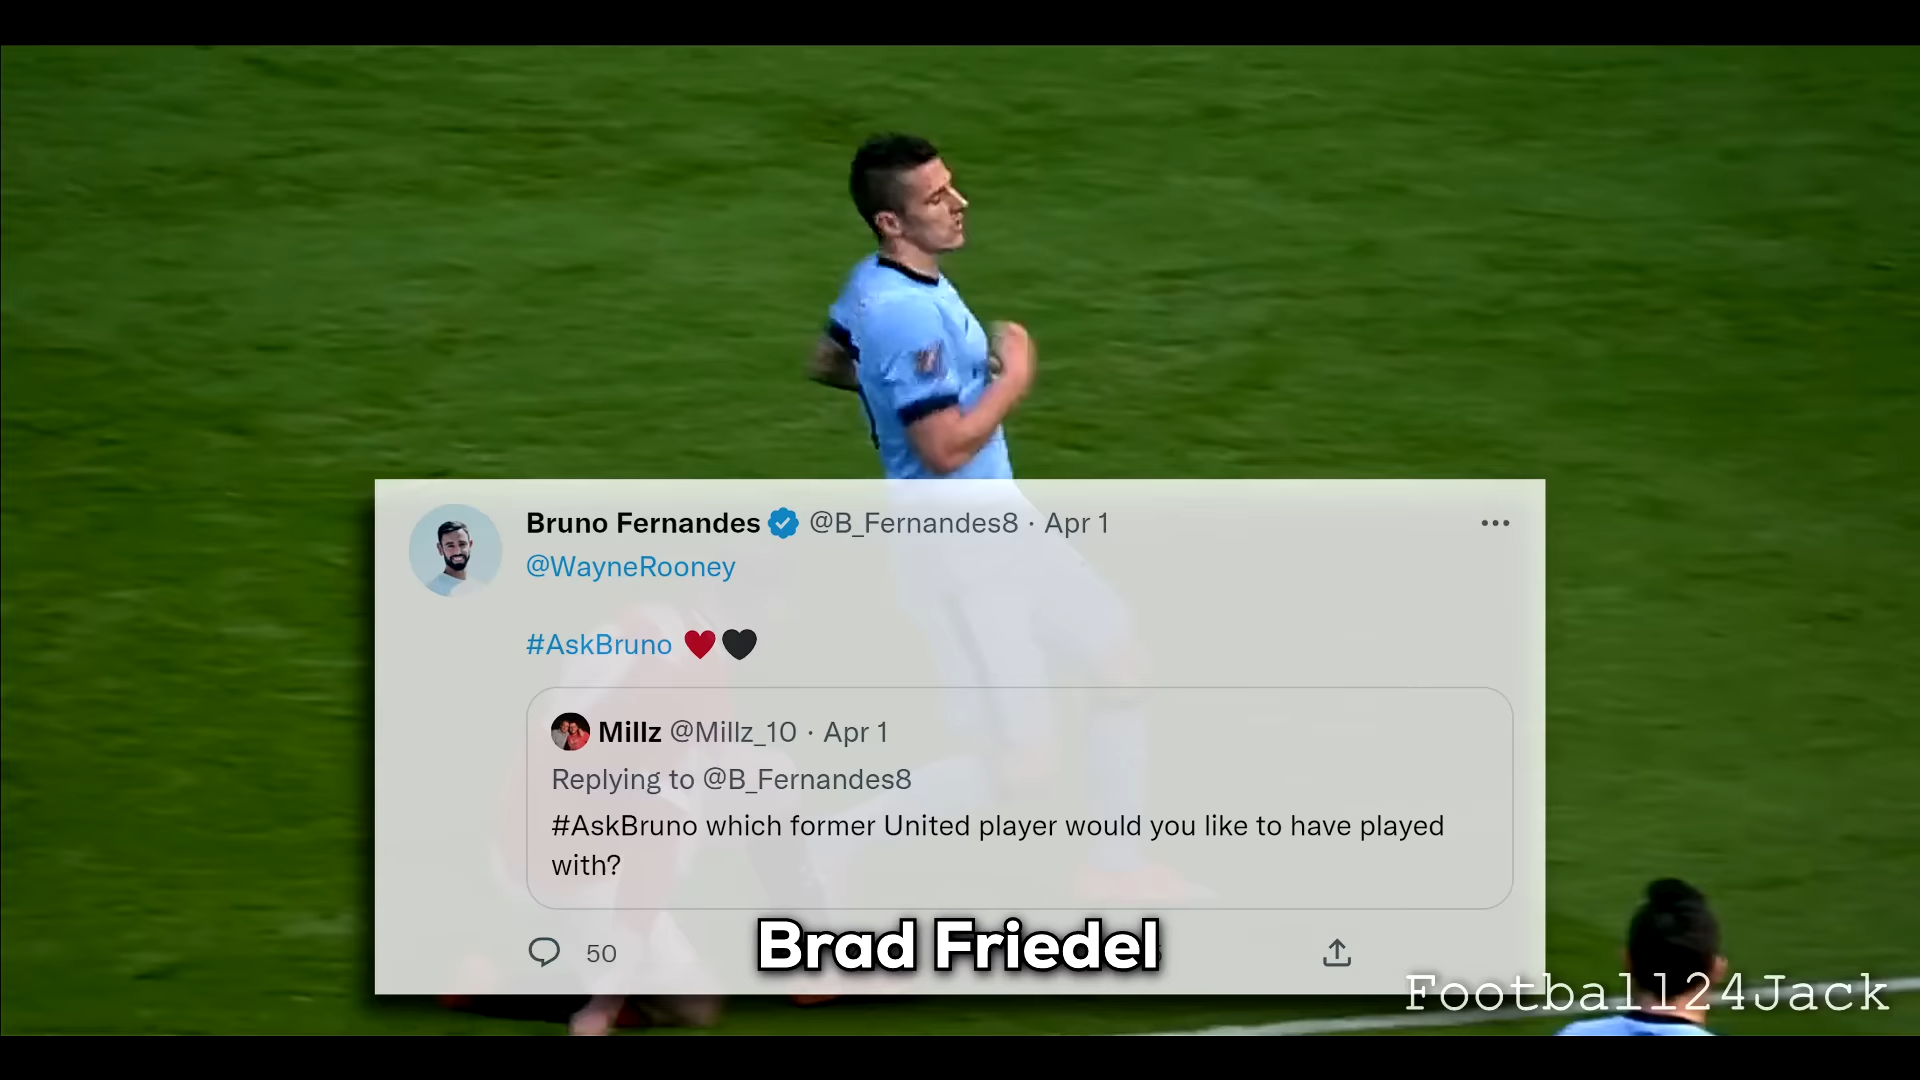 Bruno Fernandes @B_Fernandes8 · Apr 1
@WayneRooney
#AskBruno ♥🖤
Millz @Millz_10 · Apr 1
Replying to @B_Fernandes8
#AskBruno which former United player would you like to have played
with?
50
Brad Friedel
Football24Jack